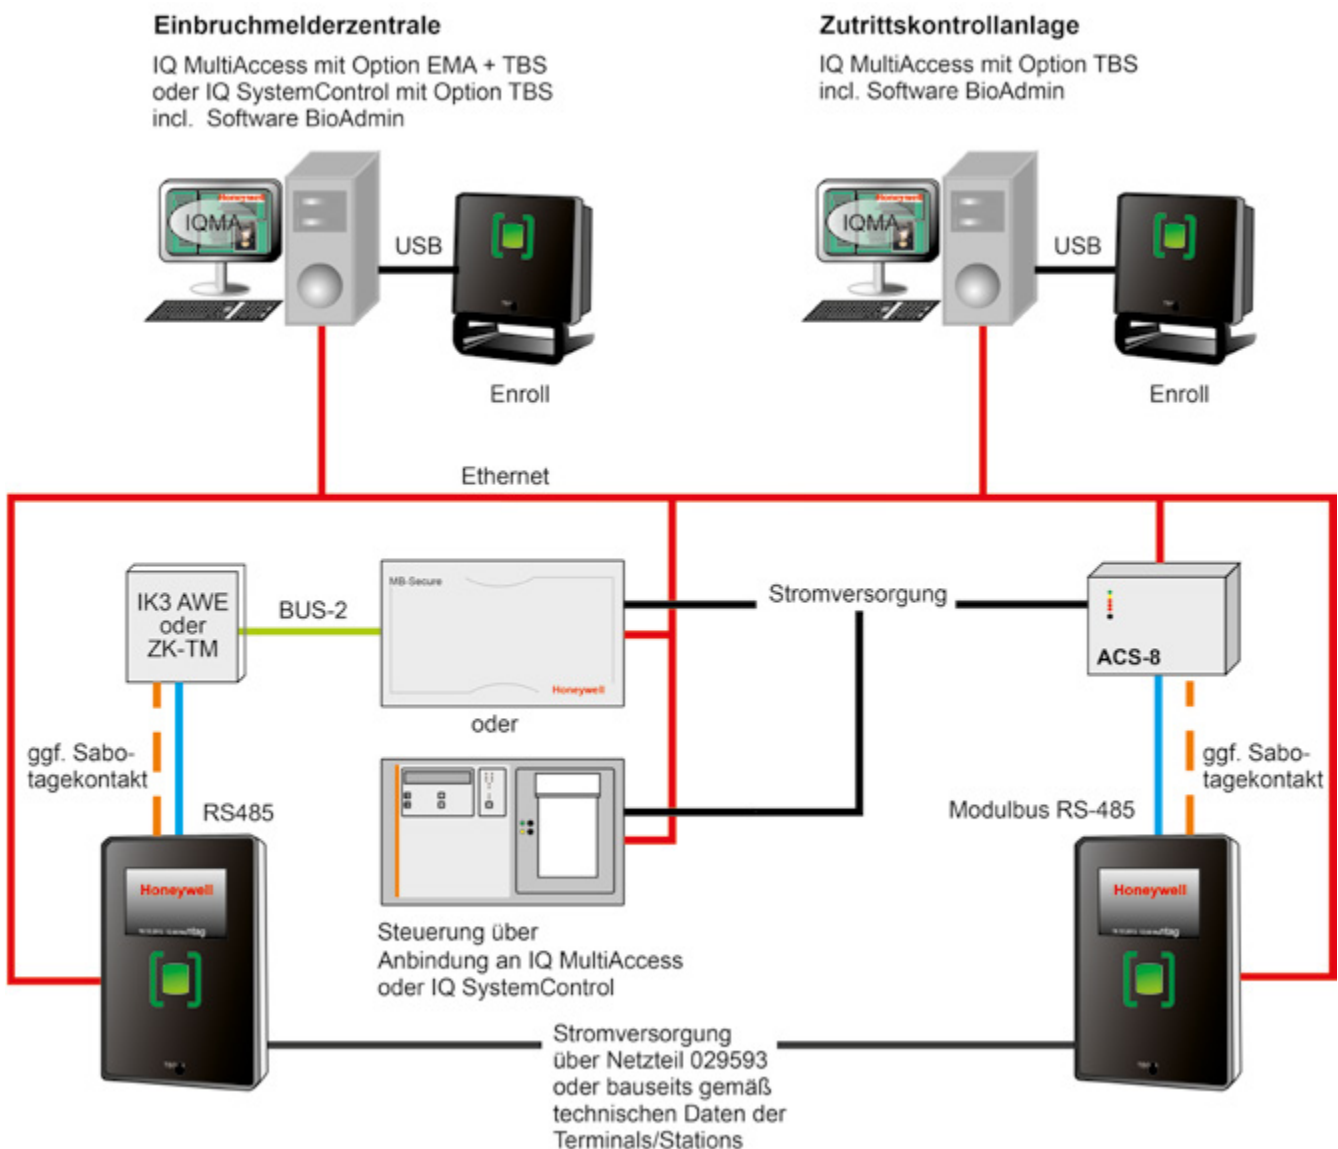 Einbruchmelderzentrale
IQ MultiAccess mit Option EMA + TBS
oder IQ SystemControl mit Option TBS
incl. Software BioAdmin
Zutrittskontrollanlage
IQ MultiAccess mit Option TBS
incl. Software BioAdmin
Honeywell
IQMA
USB
Enroll
Honeywell
IQMA
USB
Enroll
Ethernet
IK3 AWE
oder
ZK-TM
BUS-2
MB-Secure
Honeywell
oder
Stromversorgung
ACS-8
ggf. Sabo-
tagekontakt
RS485
Modulbus RS-485
ggf. Sabo-
tagekontakt
Honeywell
Honeywell
Steuerung über
Anbindung an IQ MultiAccess
oder IQ SystemControl
Stromversorgung
über Netzteil 029593
oder bauseits gemäß
technischen Daten der
Terminals/Stations